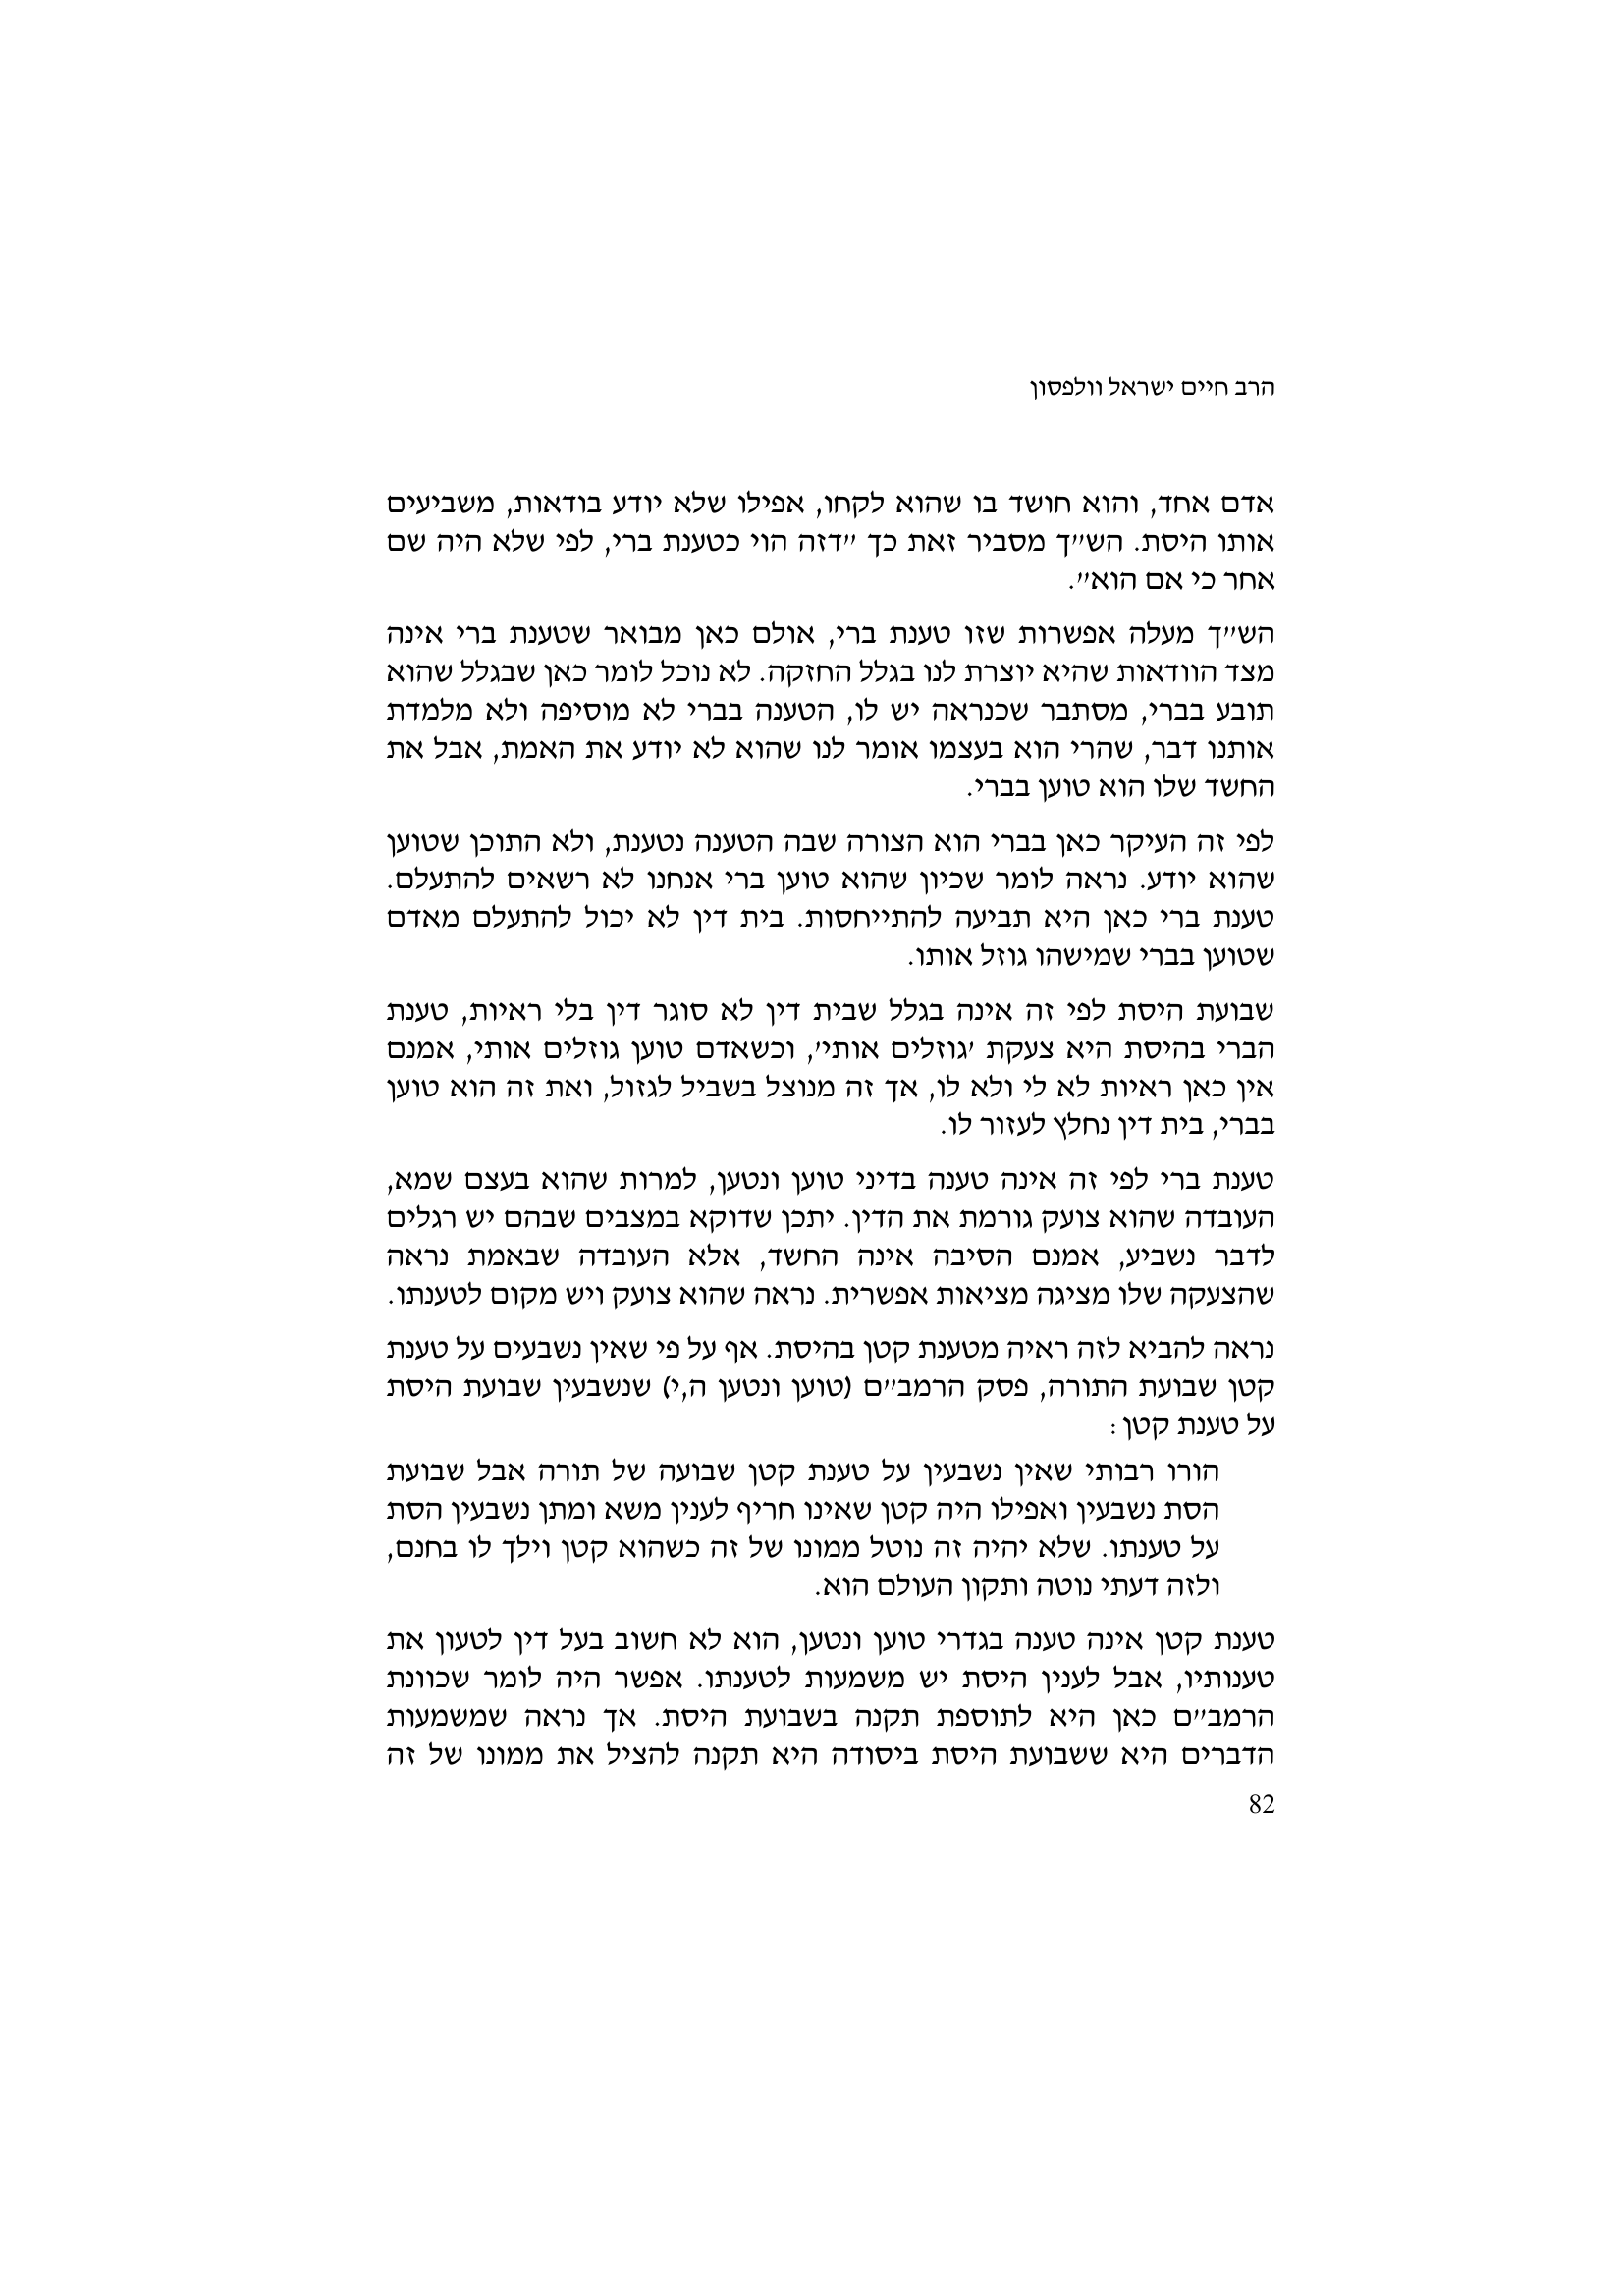 הרב חיים ישראל וולפסון
אדם אחד, והוא חושד בו שהוא לקחו, אפילו שלא יודע בודאות, משביעים
אותו היסת. הש״ך מסביר זאת כך ״דזה הוי כטענת ברי, לפי שלא היה שם
אחר כי אם הוא״.
הש״ך מעלה אפשרות שזו טענת ברי, אולם כאן מבואר שטענת ברי אינה
מצד הוודאות שהיא יוצרת לנו בגלל החזקה. לא נוכל לומר כאן שבגלל שהוא
תובע בברי, מסתבר שכנראה יש לו, הטענה בברי לא מוסיפה ולא מלמדת
אותנו דבר, שהרי הוא בעצמו אומר לנו שהוא לא יודע את האמת, אבל את
החשד שלו הוא טוען בברי.
לפי זה העיקר כאן בברי הוא הצורה שבה הטענה נטענת, ולא התוכן שטוען
שהוא יודע. נראה לומר שכיון שהוא טוען ברי אנחנו לא רשאים להתעלם.
טענת ברי כאן היא תביעה להתייחסות. בית דין לא יכול להתעלם מאדם
שטוען בברי שמישהו גוזל אותו.
שבועת היסת לפי זה אינה בגלל שבית דין לא סוגר דין בלי ראיות, טענת
הברי בהיסת היא צעקת ׳גוזלים אותי׳, וכשאדם טוען גוזלים אותי, אמנם
אין כאן ראיות לא לי ולא לו, אך זה מנוצל בשביל לגזול, ואת זה הוא טוען
בברי, בית דין נחלץ לעזור לו.
טענת ברי לפי זה אינה טענה בדיני טוען ונטען, למרות שהוא בעצם שמא,
העובדה שהוא צועק גורמת את הדין. יתכן שדוקא במצבים שבהם יש רגלים
לדבר נשביע, אמנם הסיבה אינה החשד, אלא העובדה שבאמת נראה
שהצעקה שלו מציגה מציאות אפשרית. נראה שהוא צועק ויש מקום לטענתו.
נראה להביא לזה ראיה מטענת קטן בהיסת. אף על פי שאין נשבעים על טענת
קטן שבועת התורה, פסק הרמב״ם (טוען ונטען ה,י) שנשבעין שבועת היסת
על טענת קטן:
הורו רבותי שאין נשבעין על טענת קטן שבועה של תורה אבל שבועת
הסת נשבעין ואפילו היה קטן שאינו חריף לענין משא ומתן נשבעין הסת
על טענתו. שלא יהיה זה נוטל ממונו של זה כשהוא קטן וילך לו בחנם,
ולזה דעתי נוטה ותקון העולם הוא.
טענת קטן אינה טענה בגדרי טוען ונטען, הוא לא חשוב בעל דין לטעון את
טענותיו, אבל לענין היסת יש משמעות לטענתו. אפשר היה לומר שכוונת
הרמב״ם כאן היא לתוספת תקנה בשבועת היסת. אך נראה שמשמעות
הדברים היא ששבועת היסת ביסודה היא תקנה להציל את ממונו של זה
82